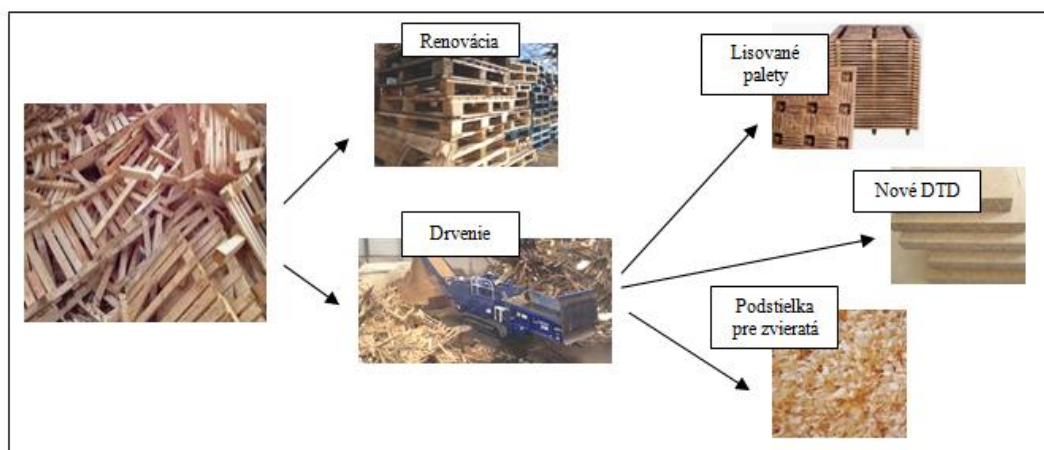 Renovácia
Drvenie
Lisované
palety
Nové DTD
Podstielka
pre zvieratá